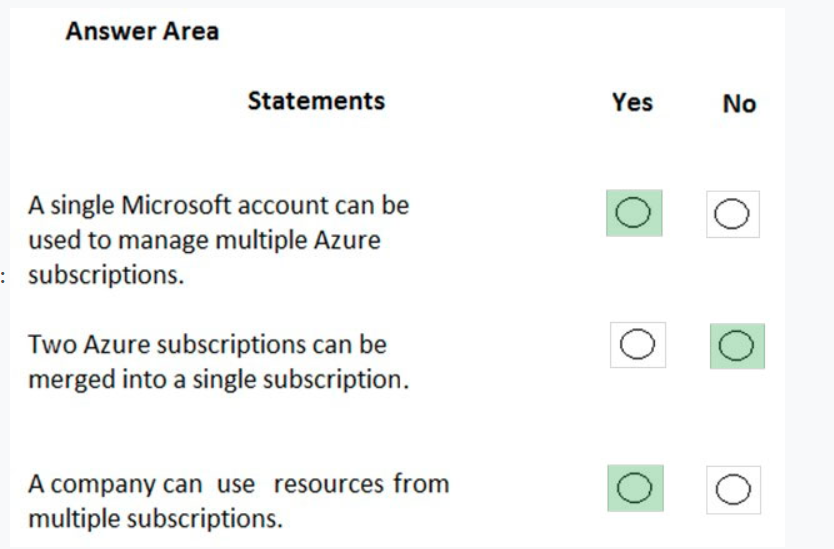 Answer Area
Statements Yes No
A single Microsoft account can be
used to manage multiple Azure
: subscriptions.
Two Azure subscriptions can be
merged into a single subscription.
A company can use resources from
multiple subscriptions.